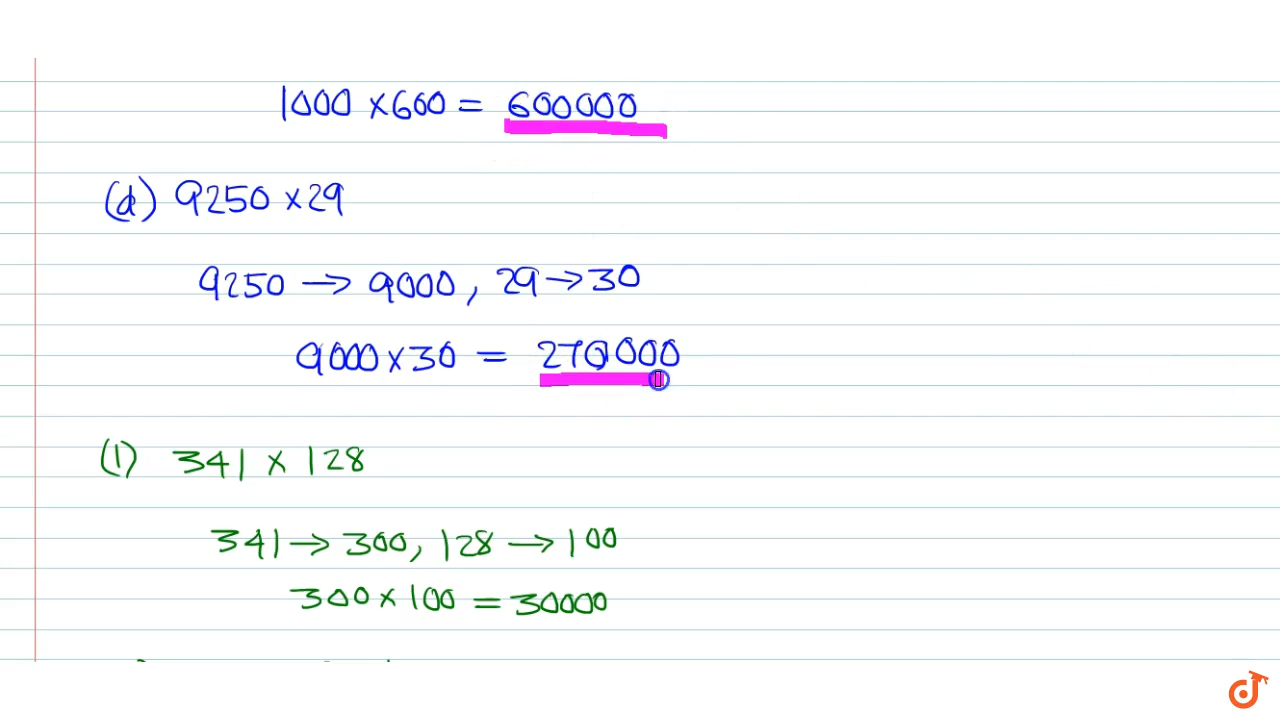 1000 × 600 = 600000
(d) 9250 × 29
9250 → 9000, 29 → 30
9000 × 30 = 270000
(1) 341 × 128
341 → 300, 128 → 100
300 × 100 = 30000